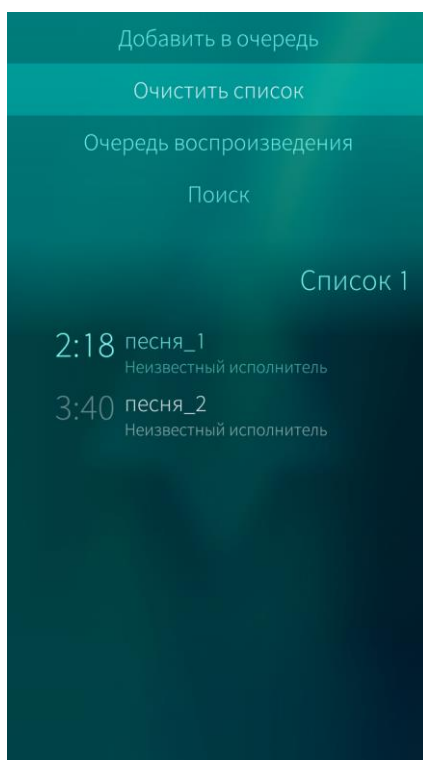 Добавить в очередь
Очистить список
Очередь воспроизведения
Поиск
Список 1
2:18 песня_1
Неизвестный исполнитель
3:40 песня_2
Неизвестный исполнитель